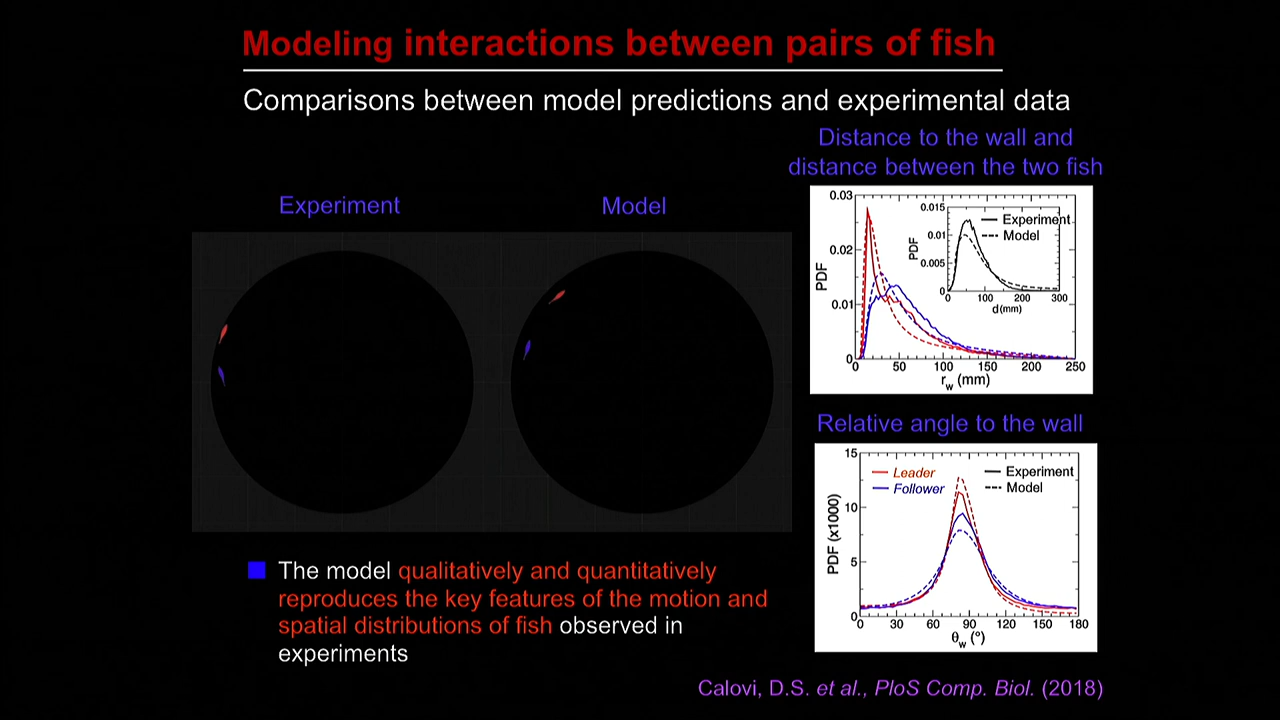 Modeling interactions between pairs of fish
Comparisons between model predictions and experimental data
Distance to the wall and
distance between the two fish
Experiment
Model
0.03
0.02
0.01
0
PDF
0 50 100 150 200 250
r_w (mm)
0.015
0.01
0.005
0
PDF
Experiment
Model
0 100 200 300
d(mm)
Relative angle to the wall
15
10
5
0
PDF (x1000)
Leader
Follower
Experiment
Model
0 30 60 90 120 150 180
θ_w (°)
The model qualitatively and quantitatively
reproduces the key features of the motion and
spatial distributions of fish observed in
experiments
Calovi, D.S. et al., PloS Comp. Biol. (2018)